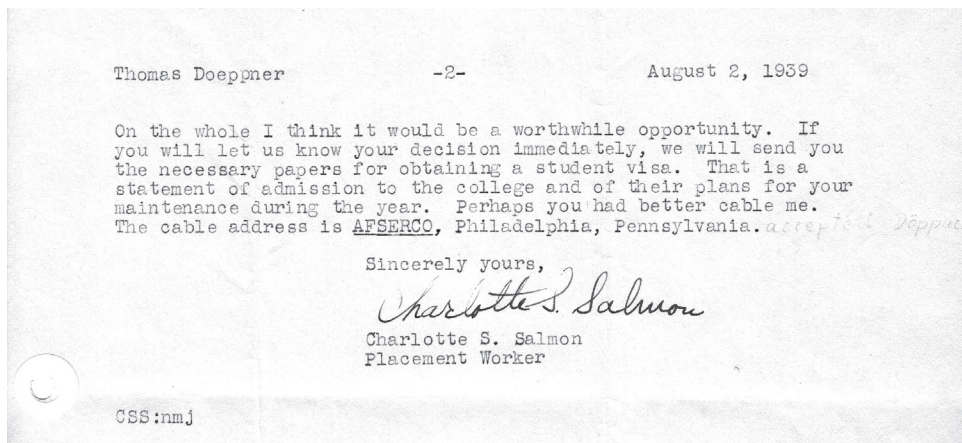 Thomas Doeppner -2- August 2, 1939
On the whole I think it would be a worthwhile opportunity. If
you will let us know your decision immediately, we will send you
the necessary papers for obtaining a student visa. That is a
statement of admission to the college and of their plans for your
maintenance during the year. Perhaps you had better cable me.
The cable address is AFSERCO, Philadelphia, Pennsylvania.
Sincerely yours,
Charlotte S. Salmon
Charlotte S. Salmon
Placement Worker
CSS:nmj